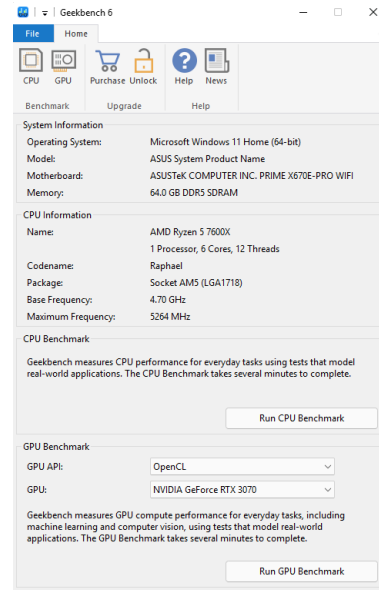 Geekbench 6
File Home
CPU GPU Purchase Unlock Help News
Benchmark Upgrade Help
System Information
Operating System: Microsoft Windows 11 Home (64-bit)
Model: ASUS System Product Name
Motherboard: ASUSTeK COMPUTER INC. PRIME X670E-PRO WIFI
Memory: 64.0 GB DDR5 SDRAM
CPU Information
Name: AMD Ryzen 5 7600X
1 Processor, 6 Cores, 12 Threads
Codename: Raphael
Package: Socket AM5 (LGA1718)
Base Frequency: 4.70 GHz
Maximum Frequency: 5264 MHz
CPU Benchmark
Geekbench measures CPU performance for everyday tasks using tests that model
real-world applications. The CPU Benchmark takes several minutes to complete.
Run CPU Benchmark
GPU Benchmark
GPU API: OpenCL
GPU: NVIDIA GeForce RTX 3070
Geekbench measures GPU compute performance for everyday tasks, including
machine learning and computer vision, using tests that model real-world
applications. The GPU Benchmark takes several minutes to complete.
Run GPU Benchmark